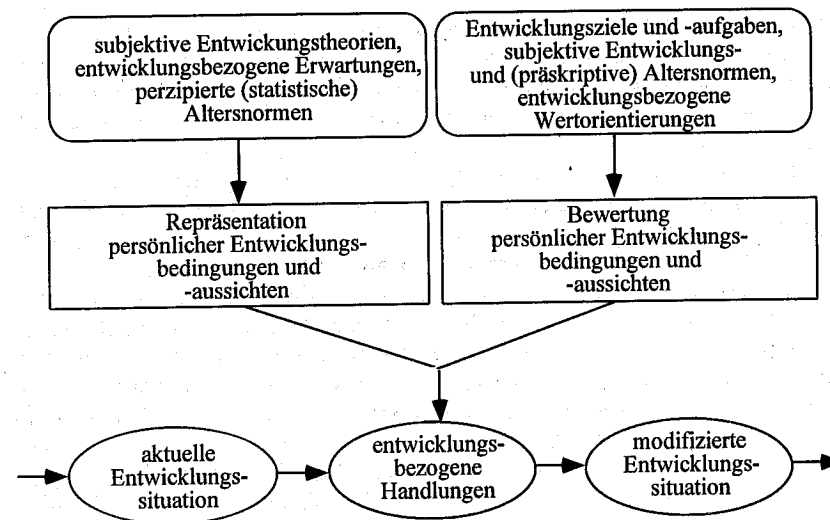 subjektive Entwickungstheorien,
entwicklungsbezogene Erwartungen,
perzipierte (statistische)
Altersnormen
Entwicklungsziele und -aufgaben,
subjektive Entwicklungs-
und (präskriptive) Altersnormen,
entwicklungsbezogene
Wertorientierungen
Repräsentation
persönlicher Entwicklungs-
bedingungen und
-aussichten
Bewertung
persönlicher Entwicklungs-
bedingungen und
-aussichten
aktuelle
Entwicklungs-
situation
entwicklungs-
bezogene
Handlungen
modifizierte
Entwicklungs-
situation